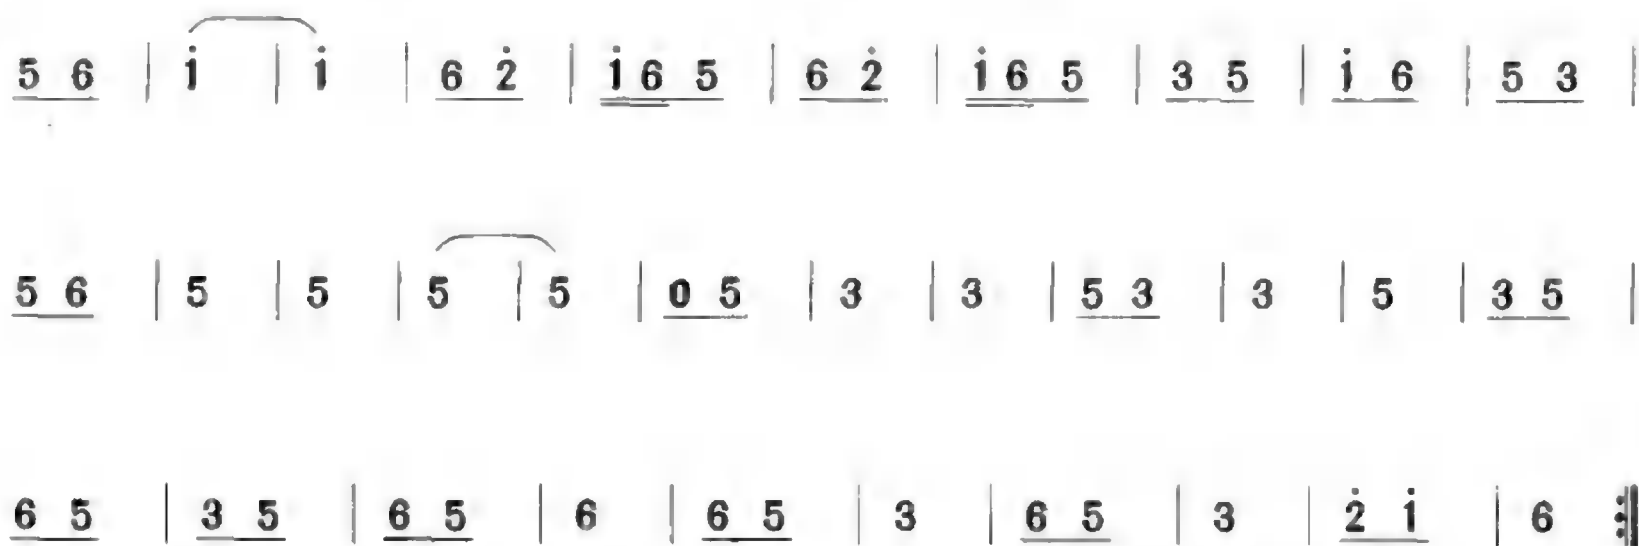 5 6 | i̇ | i̇ | 6 2̇ | i̇ 6 5 | 6 2̇ | i̇ 6 5 | 3 5 | i̇ 6 | 5 3 |
5 6 | 5 | 5 | 5 | 5 | 0 5 | 3 | 3 | 5 3 | 3 | 5 | 3 5 |
6 5 | 3 5 | 6 5 | 6 | 6 5 | 3 | 6 5 | 3 | 2̇ i̇ | 6 :‖